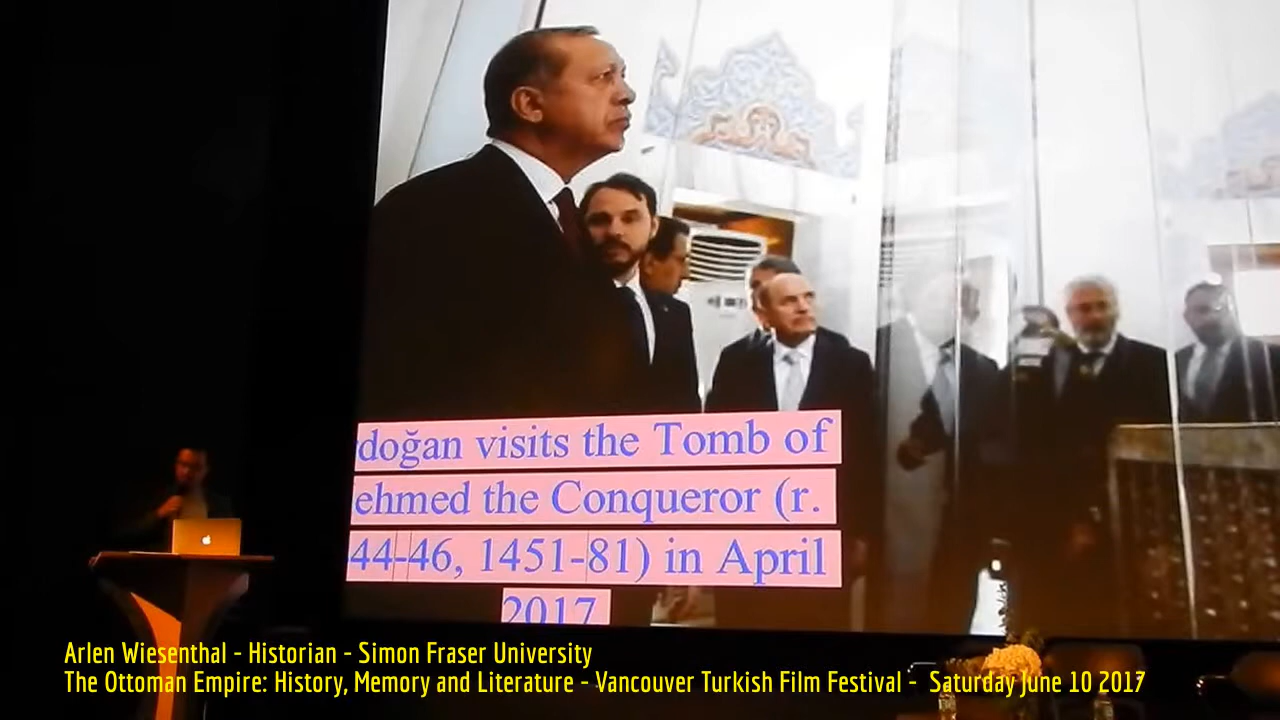 rdoğan visits the Tomb of
ehmed the Conqueror (r.
44-46, 1451-81) in April
2017
Arlen Wiesenthal - Historian - Simon Fraser University
The Ottoman Empire: History, Memory and Literature - Vancouver Turkish Film Festival - Saturday June 10 2017